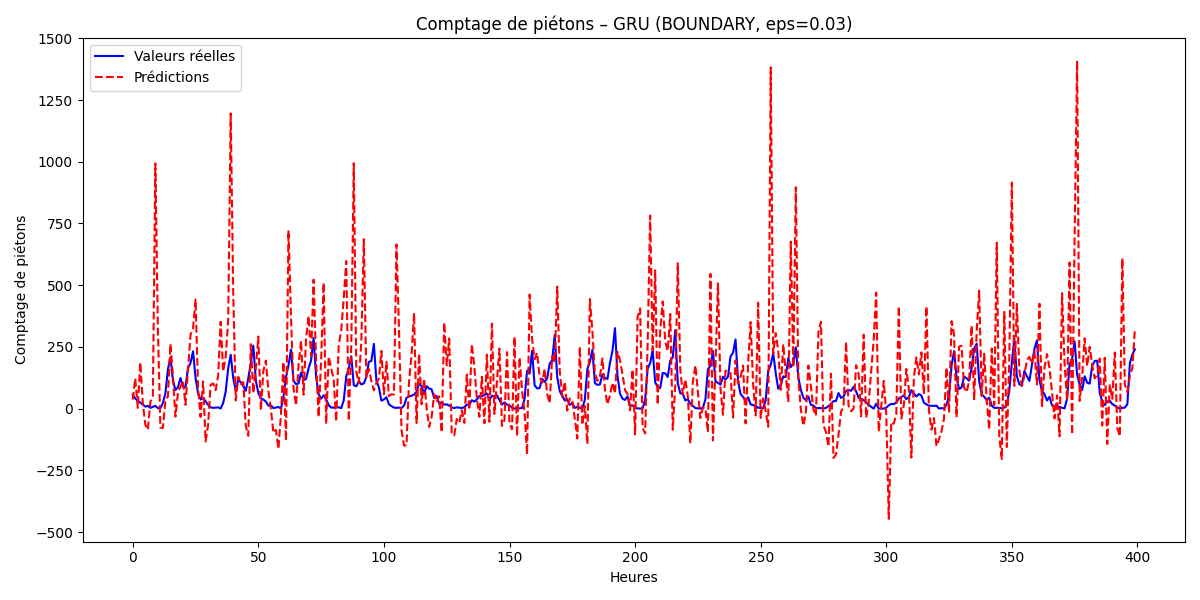 Comptage de piétons – GRU (BOUNDARY, eps=0.03)
Valeurs réelles
Prédictions
Comptage de piétons
1500
1250
1000
750
500
250
0
−250
−500
0 50 100 150 200 250 300 350 400
Heures